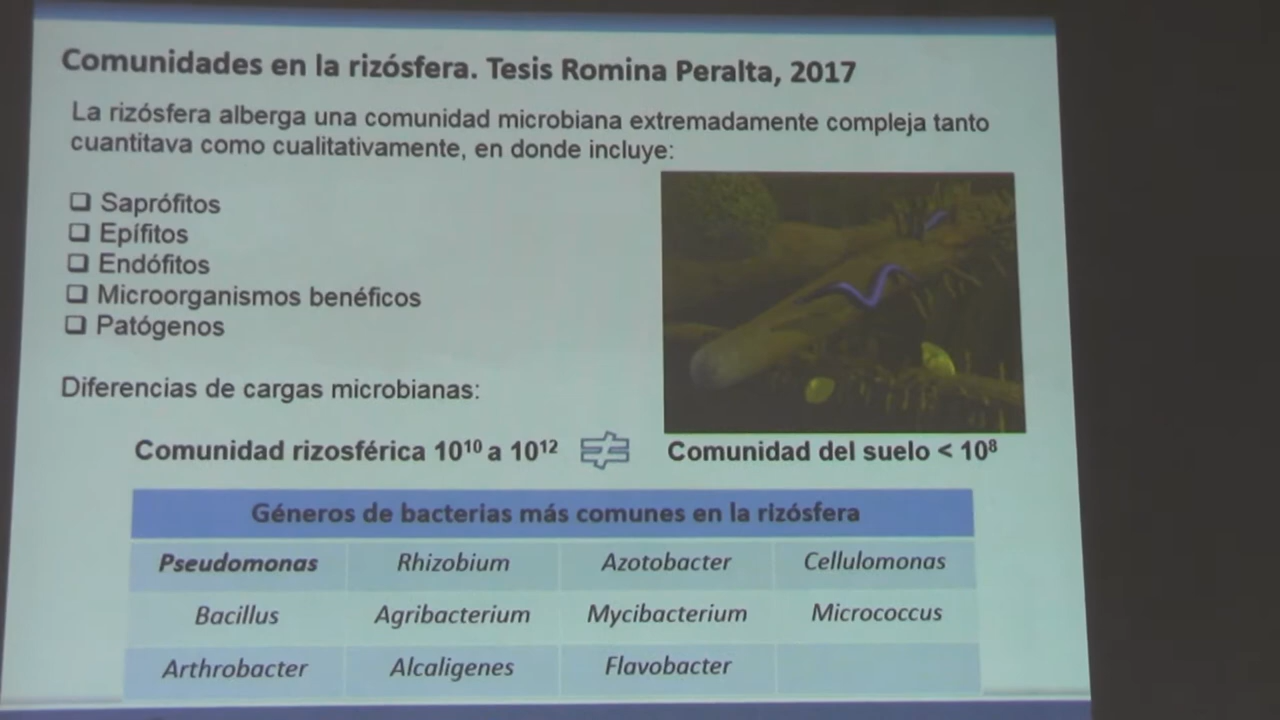 Comunidades en la rizósfera. Tesis Romina Peralta, 2017
La rizósfera alberga una comunidad microbiana extremadamente compleja tanto
cuantitava como cualitativamente, en donde incluye:
❑ Saprófitos
❑ Epífitos
❑ Endófitos
❑ Microorganismos benéficos
❑ Patógenos
Diferencias de cargas microbianas:
Comunidad rizosférica 10¹⁰ a 10¹² ≠ Comunidad del suelo < 10⁸
Géneros de bacterias más comunes en la rizósfera
Pseudomonas Rhizobium Azotobacter Cellulomonas
Bacillus Agribacterium Mycibacterium Micrococcus
Arthrobacter Alcaligenes Flavobacter